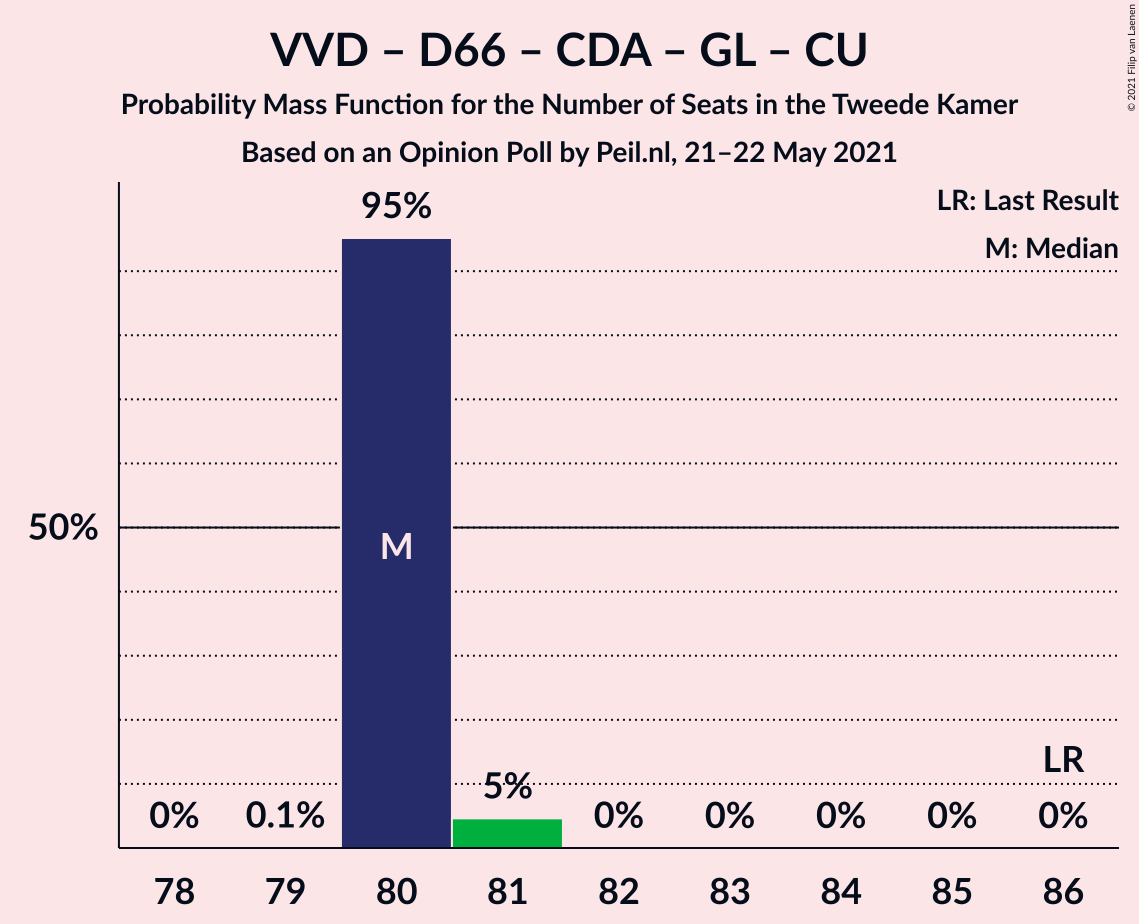 VVD – D66 – CDA – GL – CU
Probability Mass Function for the Number of Seats in the Tweede Kamer
Based on an Opinion Poll by Peil.nl, 21–22 May 2021
© 2021 Filip van Laenen
LR: Last Result
M: Median
95%
50%
M
LR
0% 0.1% 5% 0% 0% 0% 0% 0%
78 79 80 81 82 83 84 85 86